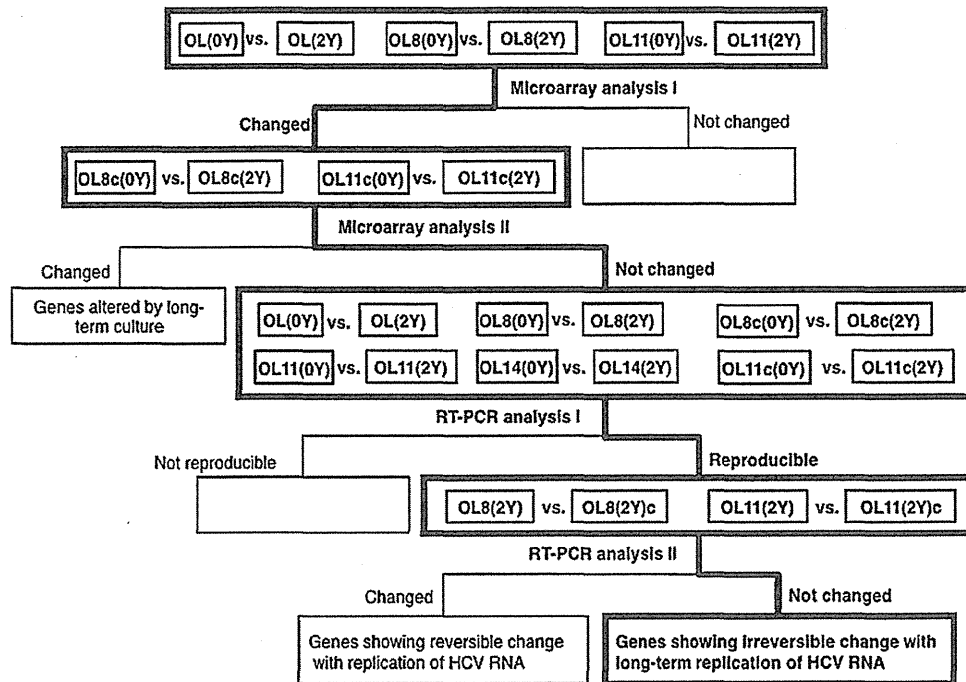 OL(0Y) vs. OL(2Y) OL8(0Y) vs. OL8(2Y) OL11(0Y) vs. OL11(2Y)
Microarray analysis I
Changed
Not changed
OL8c(0Y) vs. OL8c(2Y) OL11c(0Y) vs. OL11c(2Y)
Microarray analysis II
Changed
Not changed
Genes altered by long-
term culture
OL(0Y) vs. OL(2Y) OL8(0Y) vs. OL8(2Y) OL8c(0Y) vs. OL8c(2Y)
OL11(0Y) vs. OL11(2Y) OL14(0Y) vs. OL14(2Y) OL11c(0Y) vs. OL11c(2Y)
RT-PCR analysis I
Not reproducible
Reproducible
OL8(2Y) vs. OL8(2Y)c OL11(2Y) vs. OL11(2Y)c
RT-PCR analysis II
Changed
Not changed
Genes showing reversible change
with replication of HCV RNA
Genes showing irreversible change with
long-term replication of HCV RNA